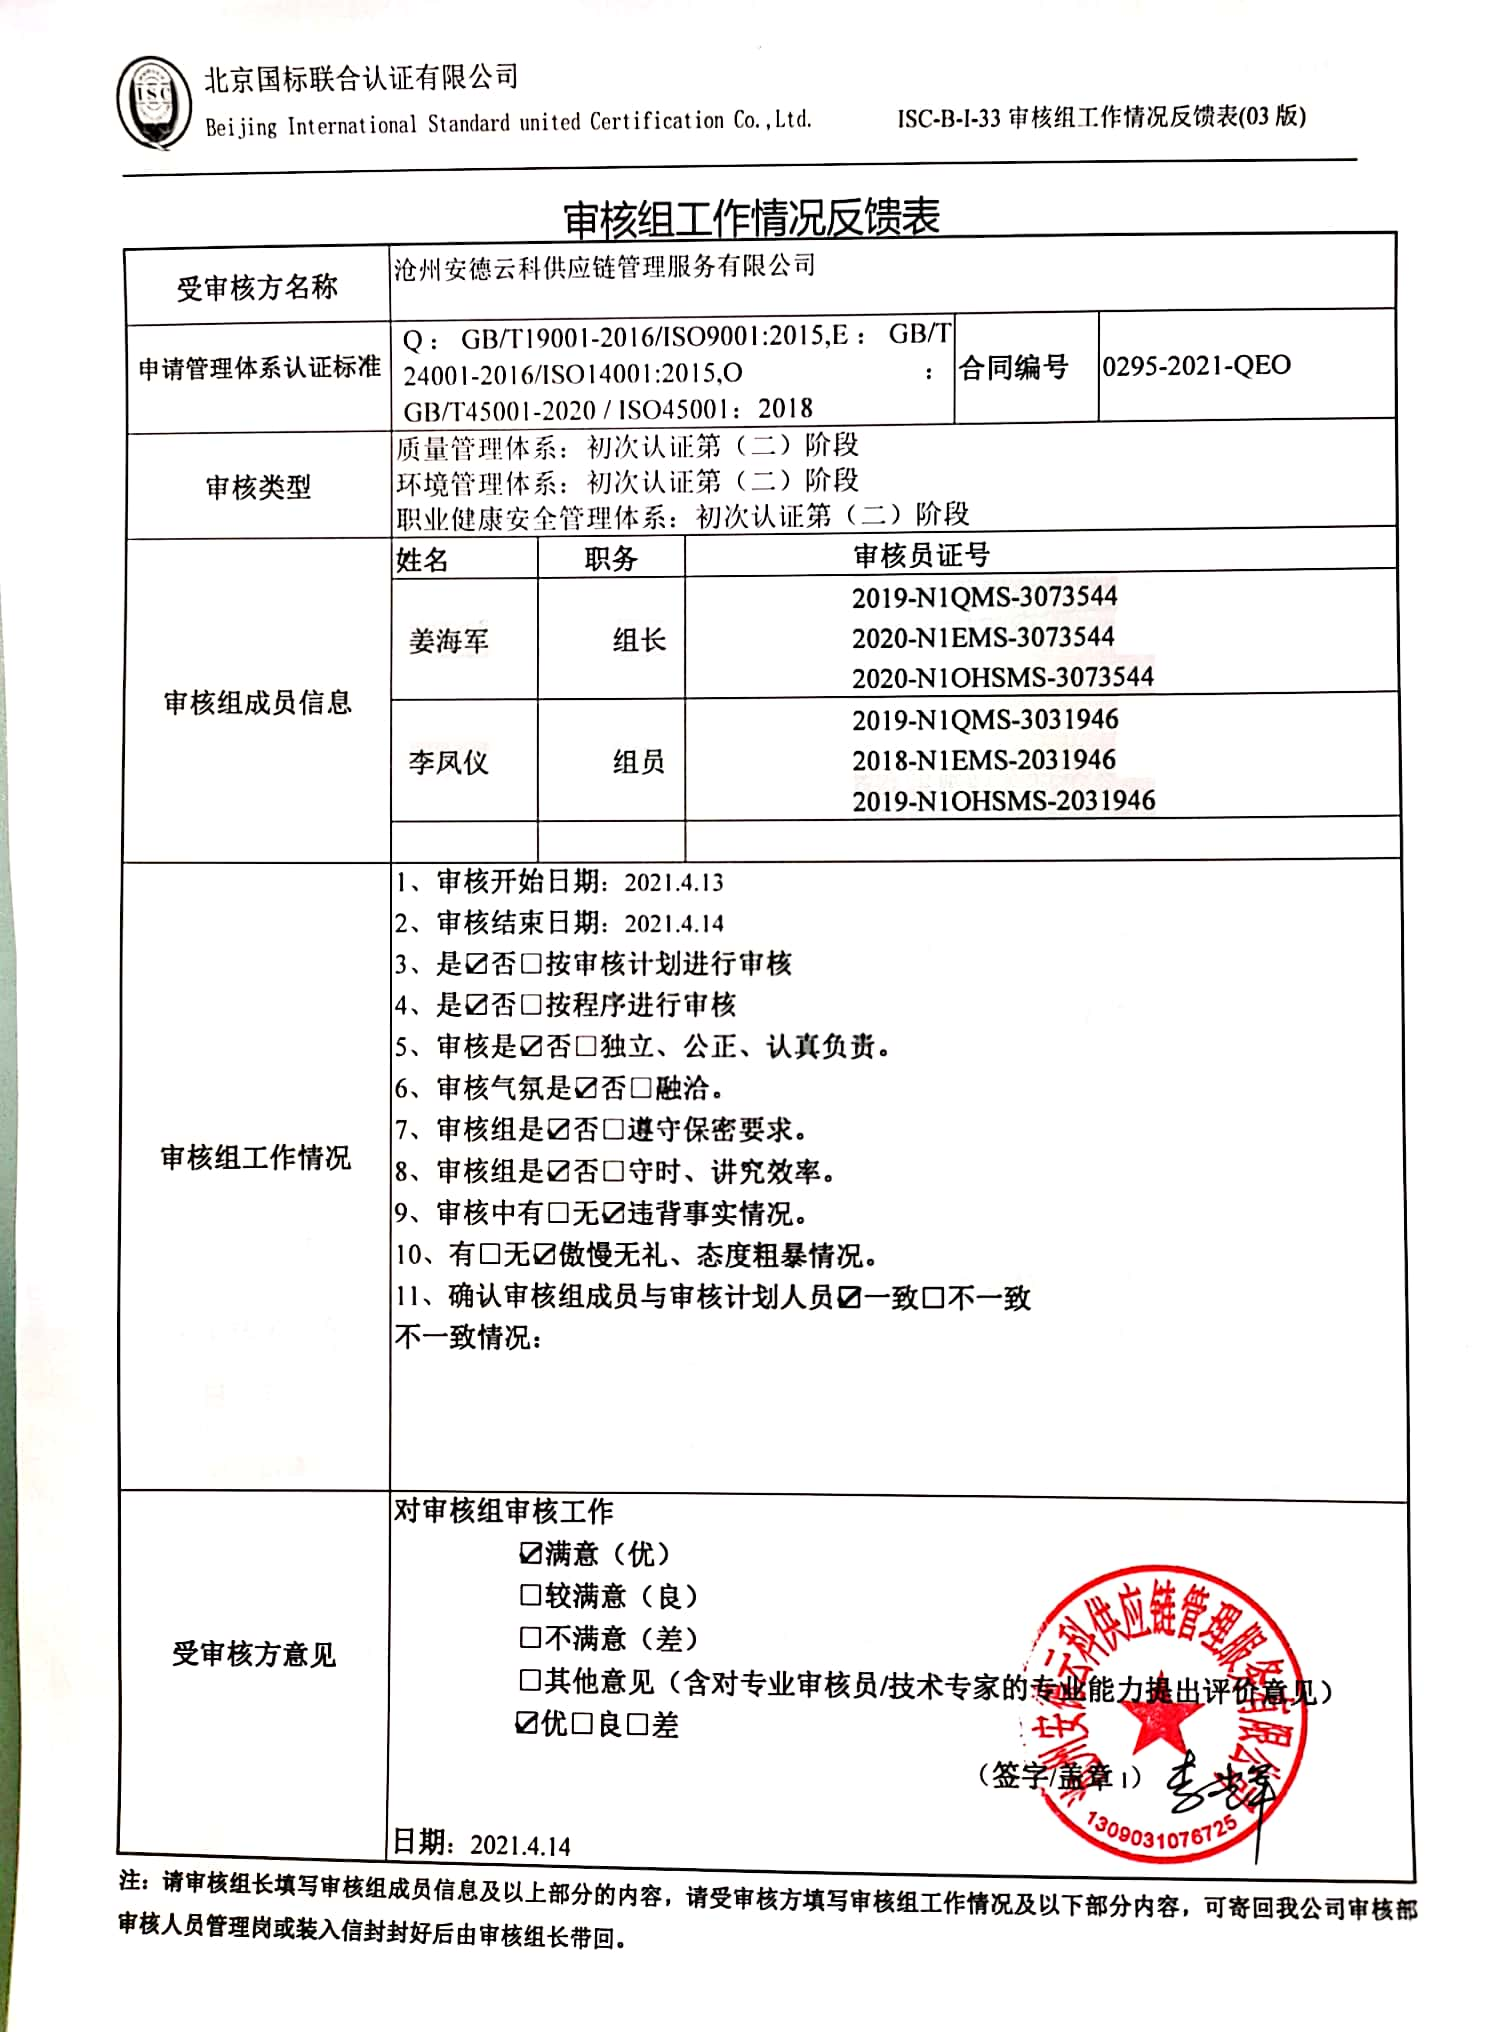 ISC
北京国标联合认证有限公司
Beijing International Standard united Certification Co.,Ltd.
ISC-B-I-33 审核组工作情况反馈表(03 版)
审核组工作情况反馈表
受审核方名称
沧州安德云科供应链管理服务有限公司
申请管理体系认证标准
Q： GB/T19001-2016/ISO9001:2015,E： GB/T
24001-2016/ISO14001:2015,O ：
GB/T45001-2020 / ISO45001：2018
合同编号
0295-2021-QEO
审核类型
质量管理体系：初次认证第（二）阶段
环境管理体系：初次认证第（二）阶段
职业健康安全管理体系：初次认证第（二）阶段
审核组成员信息
姓名 职务 审核员证号
姜海军 组长
2019-N1QMS-3073544
2020-N1EMS-3073544
2020-N1OHSMS-3073544
李凤仪 组员
2019-N1QMS-3031946
2018-N1EMS-2031946
2019-N1OHSMS-2031946
审核组工作情况
1、审核开始日期：2021.4.13
2、审核结束日期：2021.4.14
3、是☑否□按审核计划进行审核
4、是☑否□按程序进行审核
5、审核是☑否□独立、公正、认真负责。
6、审核气氛是☑否□融洽。
7、审核组是☑否□遵守保密要求。
8、审核组是☑否□守时、讲究效率。
9、审核中有□无☑违背事实情况。
10、有□无☑傲慢无礼、态度粗暴情况。
11、确认审核组成员与审核计划人员☑一致□不一致
不一致情况：
受审核方意见
对审核组审核工作
☑满意（优）
□较满意（良）
□不满意（差）
□其他意见（含对专业审核员/技术专家的专业能力提出评价意见）
☑优□良□差
（签字/盖章）
沧州安德云科供应链管理服务有限公司
1309031076725
日期：2021.4.14
注：请审核组长填写审核组成员信息及以上部分的内容，请受审核方填写审核组工作情况及以下部分内容，可寄回我公司审核部
审核人员管理岗或装入信封封好后由审核组长带回。